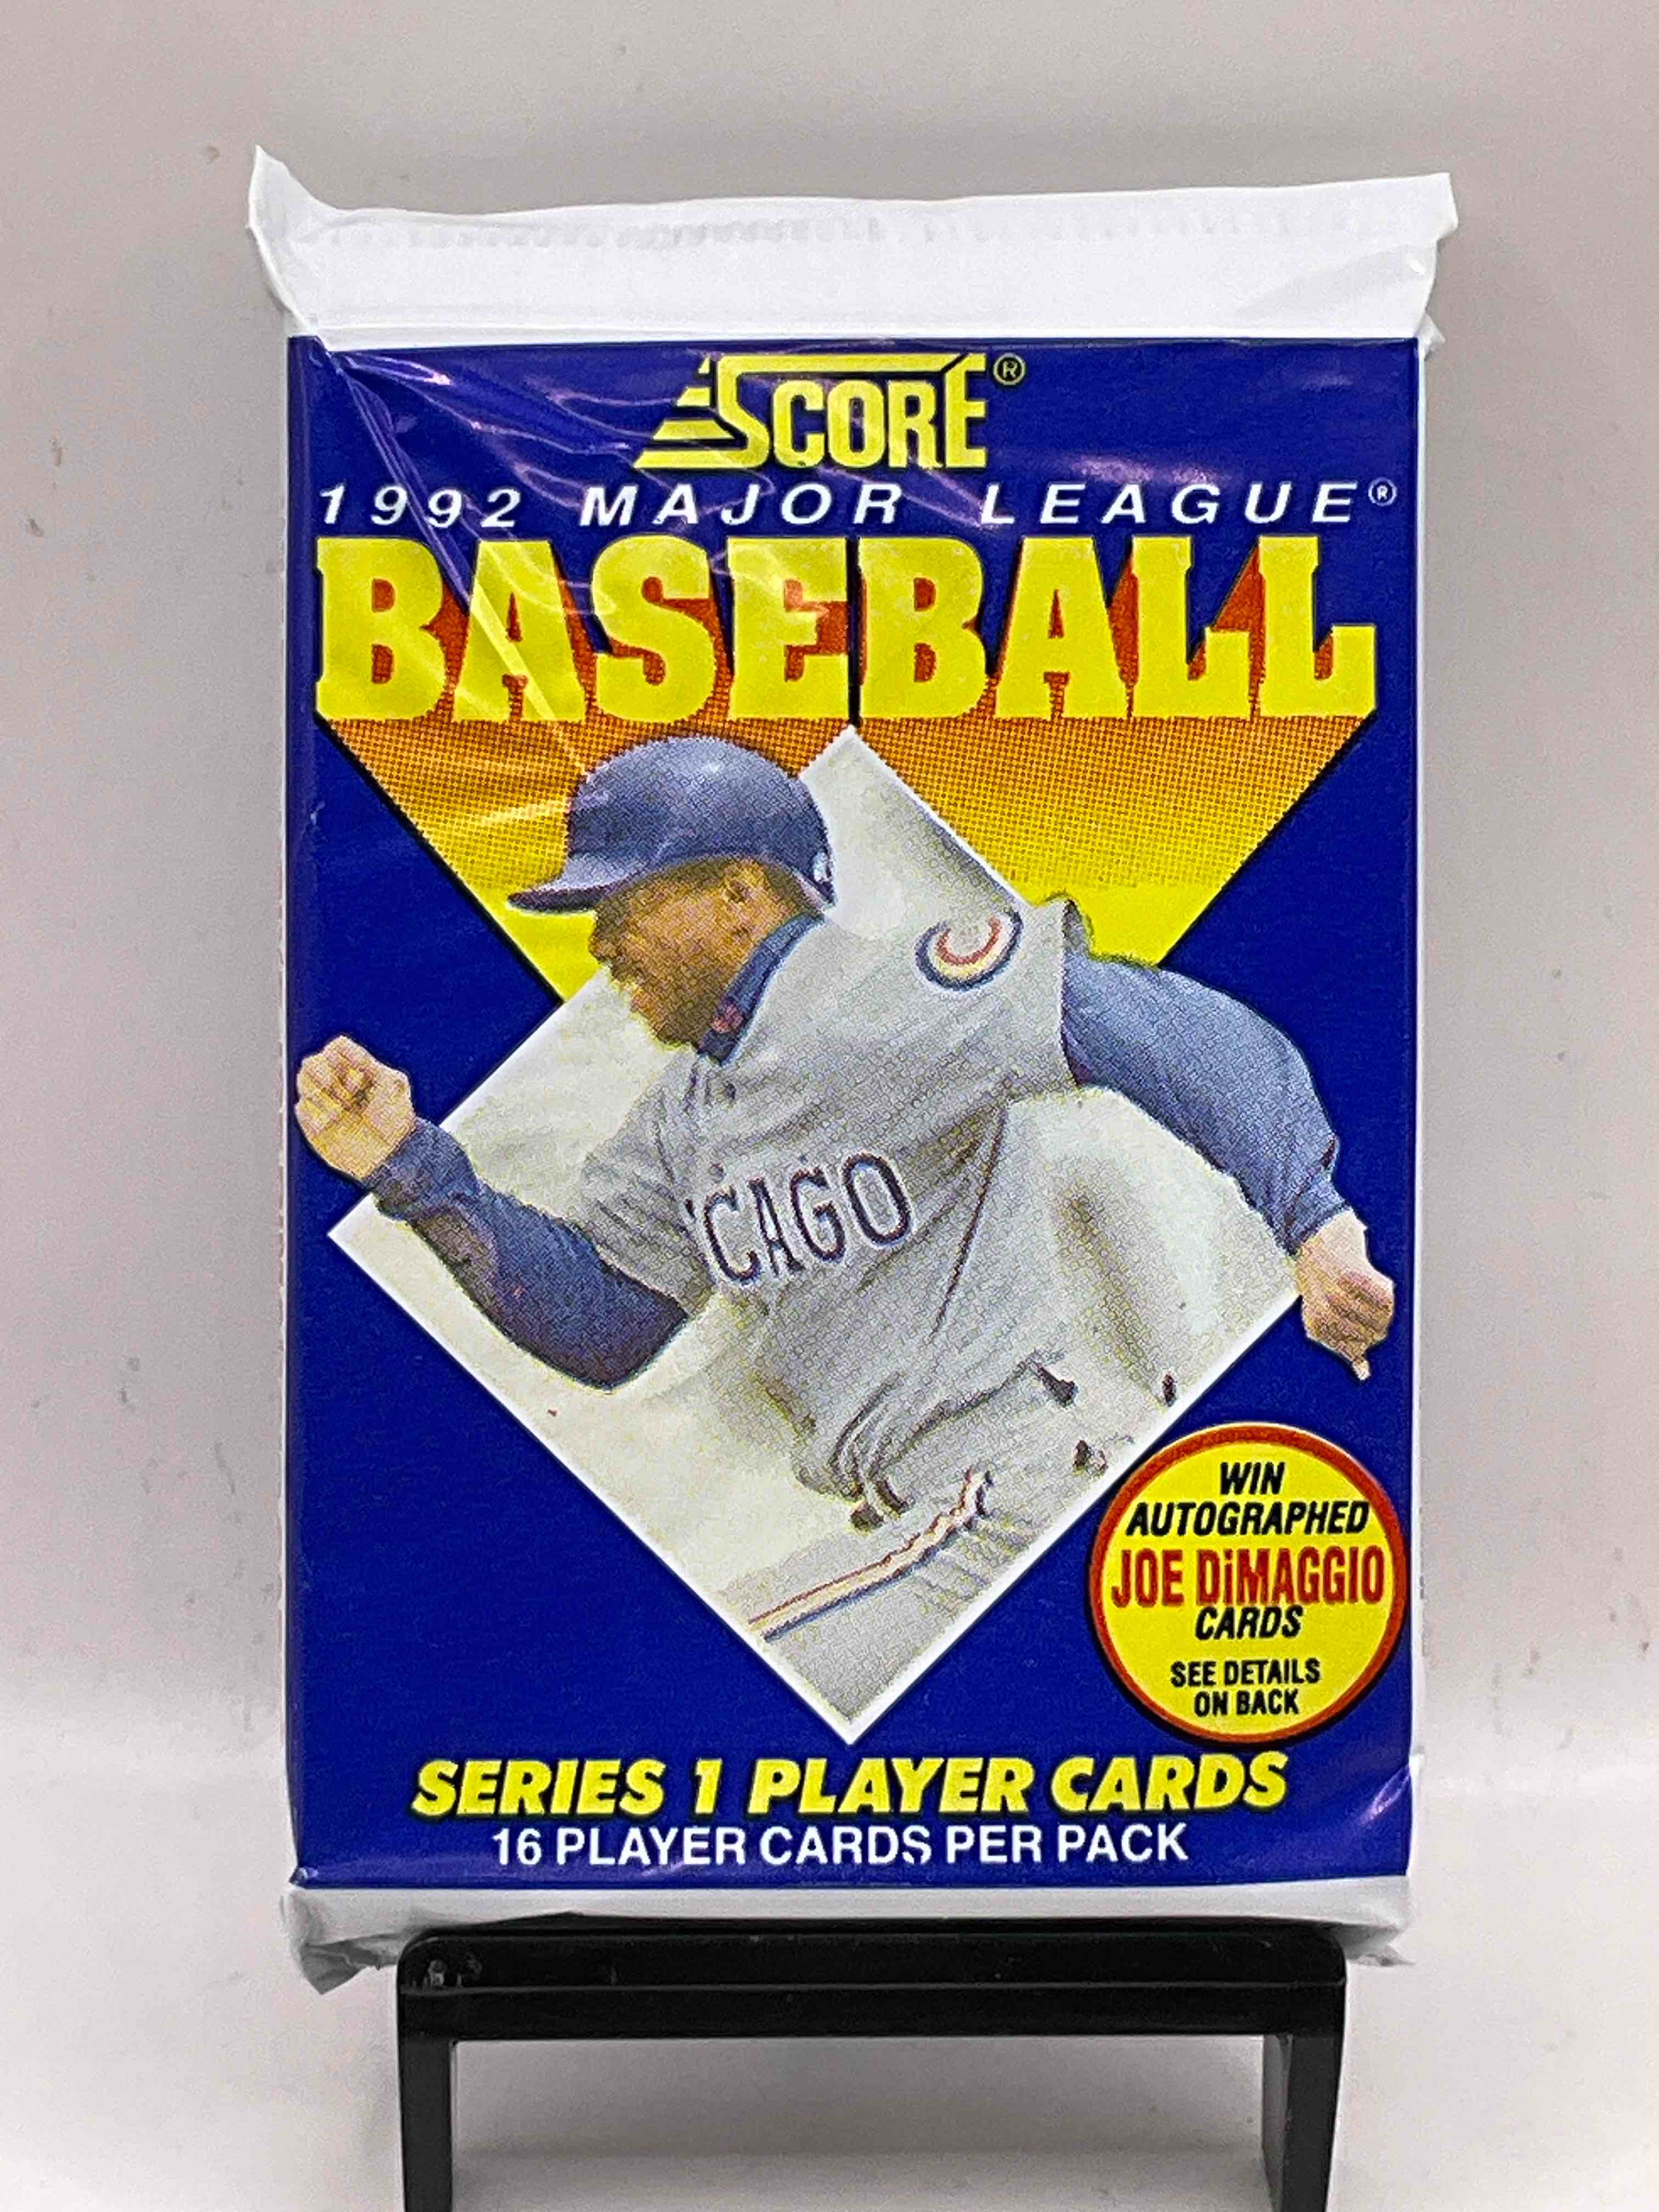 SCORE®
1992 MAJOR LEAGUE®
BASEBALL
C
CAGO
WIN
AUTOGRAPHED
JOE DiMAGGIO
CARDS
SEE DETAILS
ON BACK
SERIES 1 PLAYER CARDS
16 PLAYER CARDS PER PACK